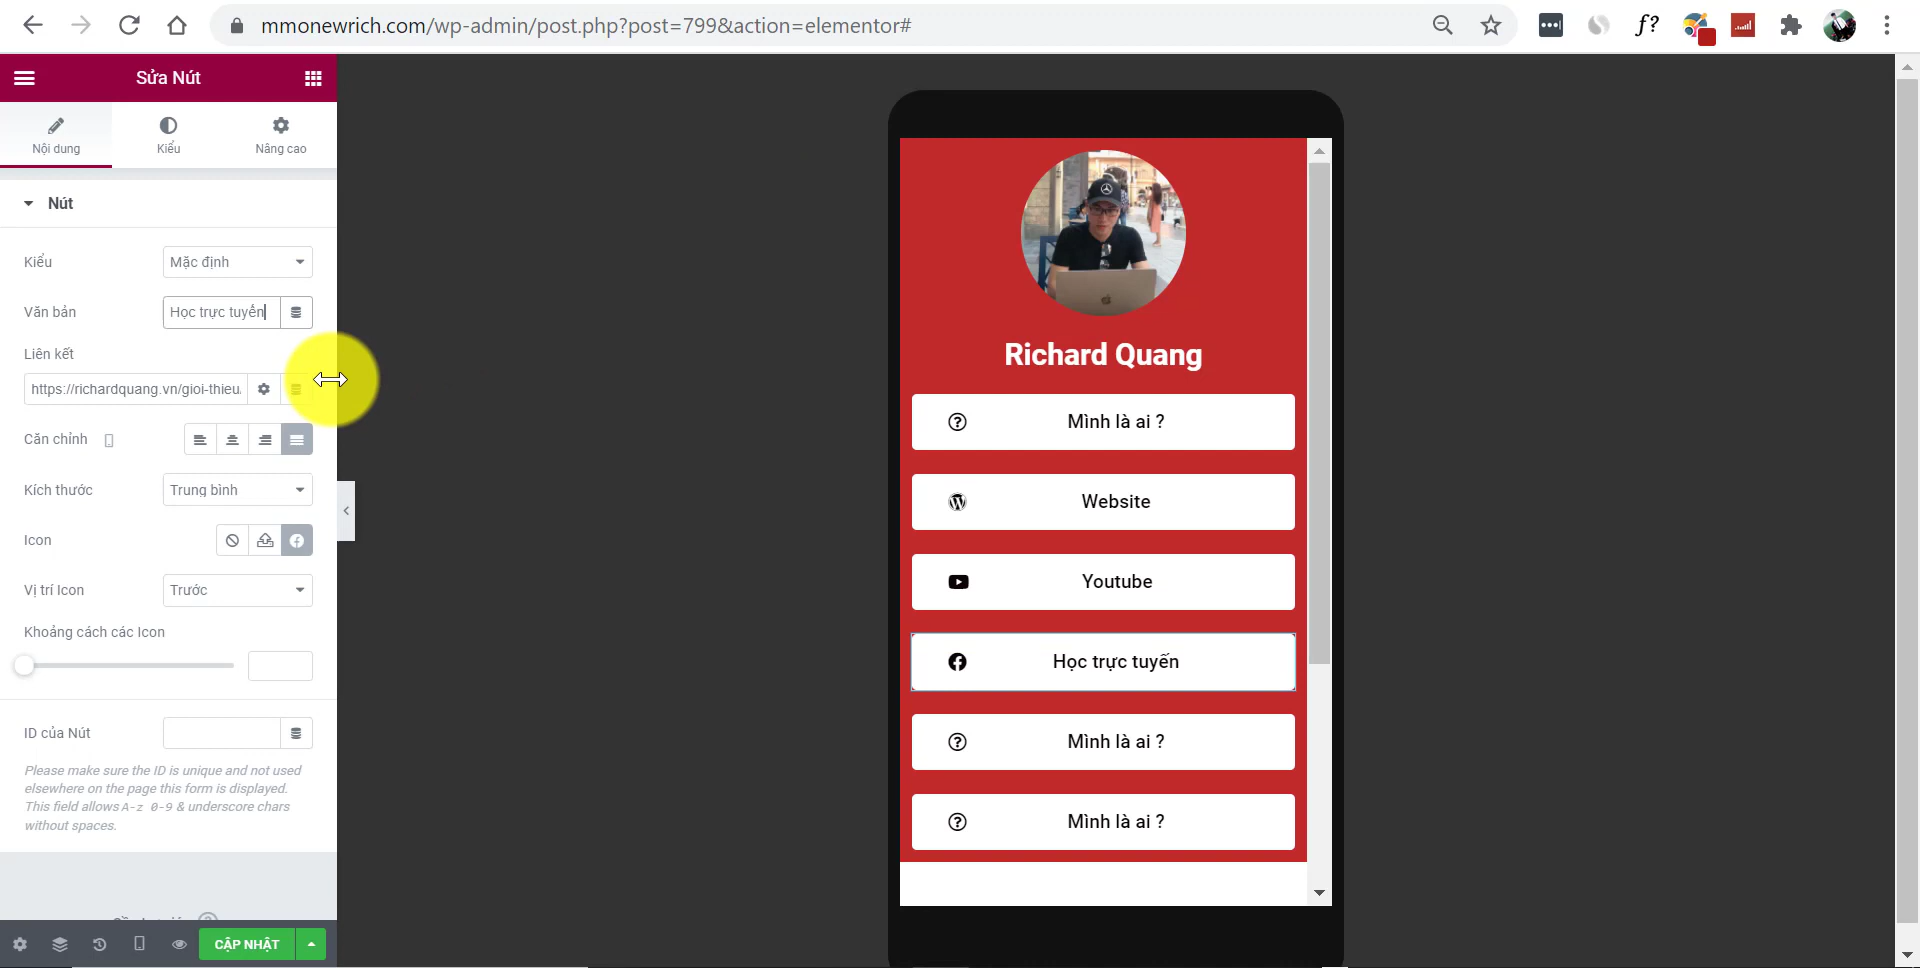 mmonewrich.com/wp-admin/post.php?post=799&action=elementor#
f?
Sửa Nút
Nội dung
Kiểu
Nâng cao
Nút
Kiểu
Mặc định
Văn bản
Học trực tuyến
Liên kết
https://richardquang.vn/gioi-thieu
Căn chỉnh
Kích thước
Trung bình
Icon
Vị trí Icon
Trước
Khoảng cách các Icon
ID của Nút
Please make sure the ID is unique and not used
elsewhere on the page this form is displayed.
This field allows A-z 0-9 & underscore chars
without spaces.
CẬP NHẬT
Richard Quang
Mình là ai ?
Website
Youtube
Học trực tuyến
Mình là ai ?
Mình là ai ?